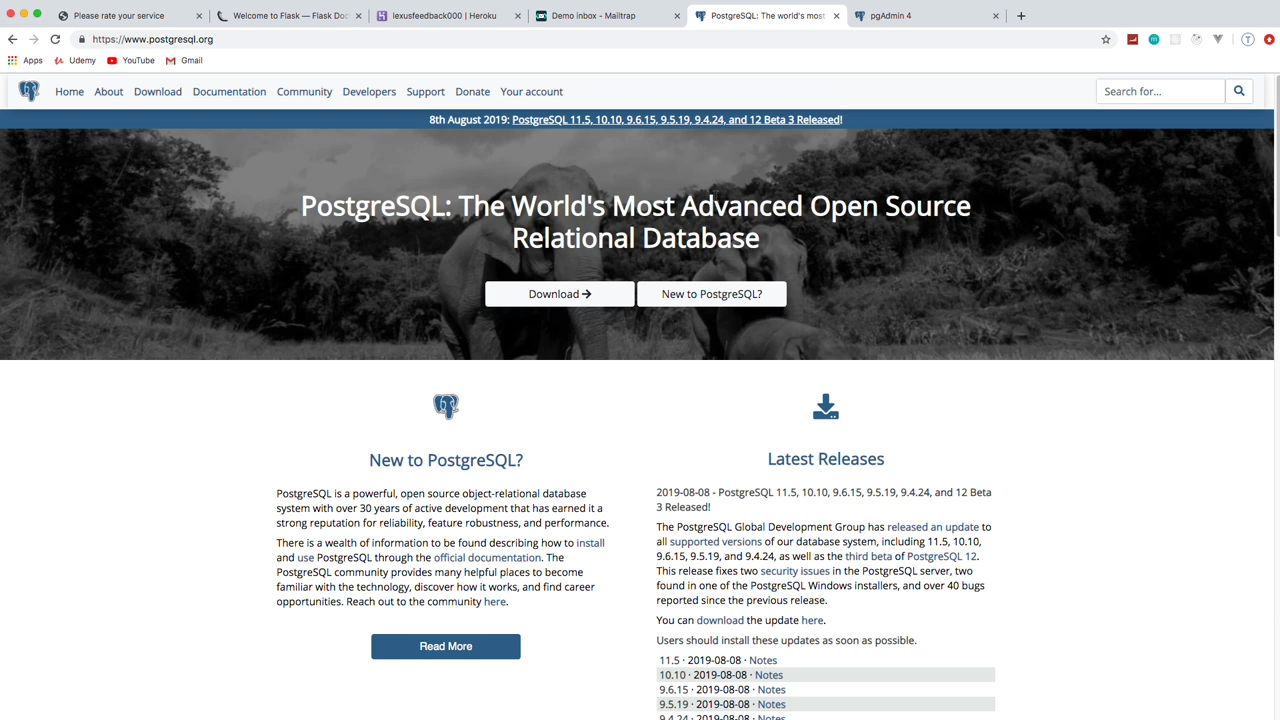 Please rate your service
Welcome to Flask — Flask Doc
lexusfeedback000 | Heroku
Demo inbox - Mailtrap
PostgreSQL: The world's most
pgAdmin 4
https://www.postgresql.org
Apps
Udemy
YouTube
Gmail
Home
About
Download
Documentation
Community
Developers
Support
Donate
Your account
Search for...
8th August 2019: PostgreSQL 11.5, 10.10, 9.6.15, 9.5.19, 9.4.24, and 12 Beta 3 Released!
PostgreSQL: The World's Most Advanced Open Source
Relational Database
Download
New to PostgreSQL?
New to PostgreSQL?
PostgreSQL is a powerful, open source object-relational database
system with over 30 years of active development that has earned it a
strong reputation for reliability, feature robustness, and performance.
There is a wealth of information to be found describing how to install
and use PostgreSQL through the official documentation. The
PostgreSQL community provides many helpful places to become
familiar with the technology, discover how it works, and find career
opportunities. Reach out to the community here.
Read More
Latest Releases
2019-08-08 - PostgreSQL 11.5, 10.10, 9.6.15, 9.5.19, 9.4.24, and 12 Beta
3 Released!
The PostgreSQL Global Development Group has released an update to
all supported versions of our database system, including 11.5, 10.10,
9.6.15, 9.5.19, and 9.4.24, as well as the third beta of PostgreSQL 12.
This release fixes two security issues in the PostgreSQL server, two
found in one of the PostgreSQL Windows installers, and over 40 bugs
reported since the previous release.
You can download the update here.
Users should install these updates as soon as possible.
11.5 · 2019-08-08 · Notes
10.10 · 2019-08-08 · Notes
9.6.15 · 2019-08-08 · Notes
9.5.19 · 2019-08-08 · Notes
9.4.24 · 2019-08-08 · Notes